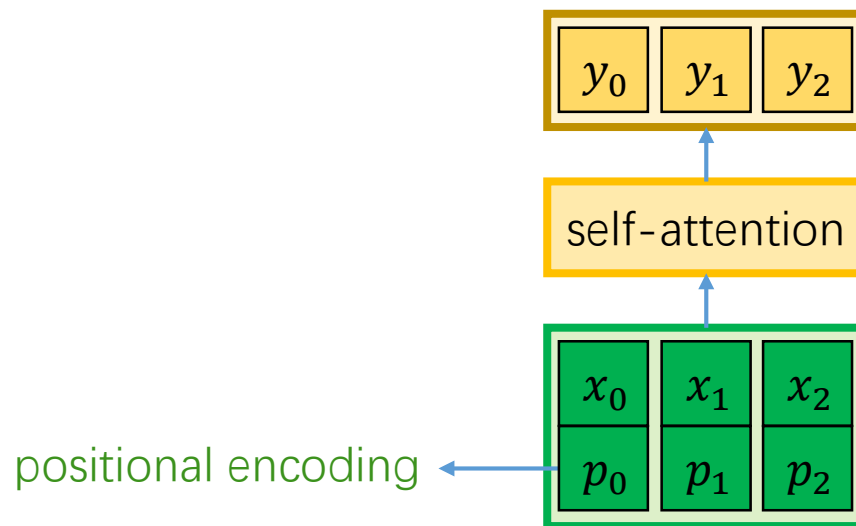 y₀ y₁ y₂
self-attention
x₀ x₁ x₂
positional encoding p₀ p₁ p₂